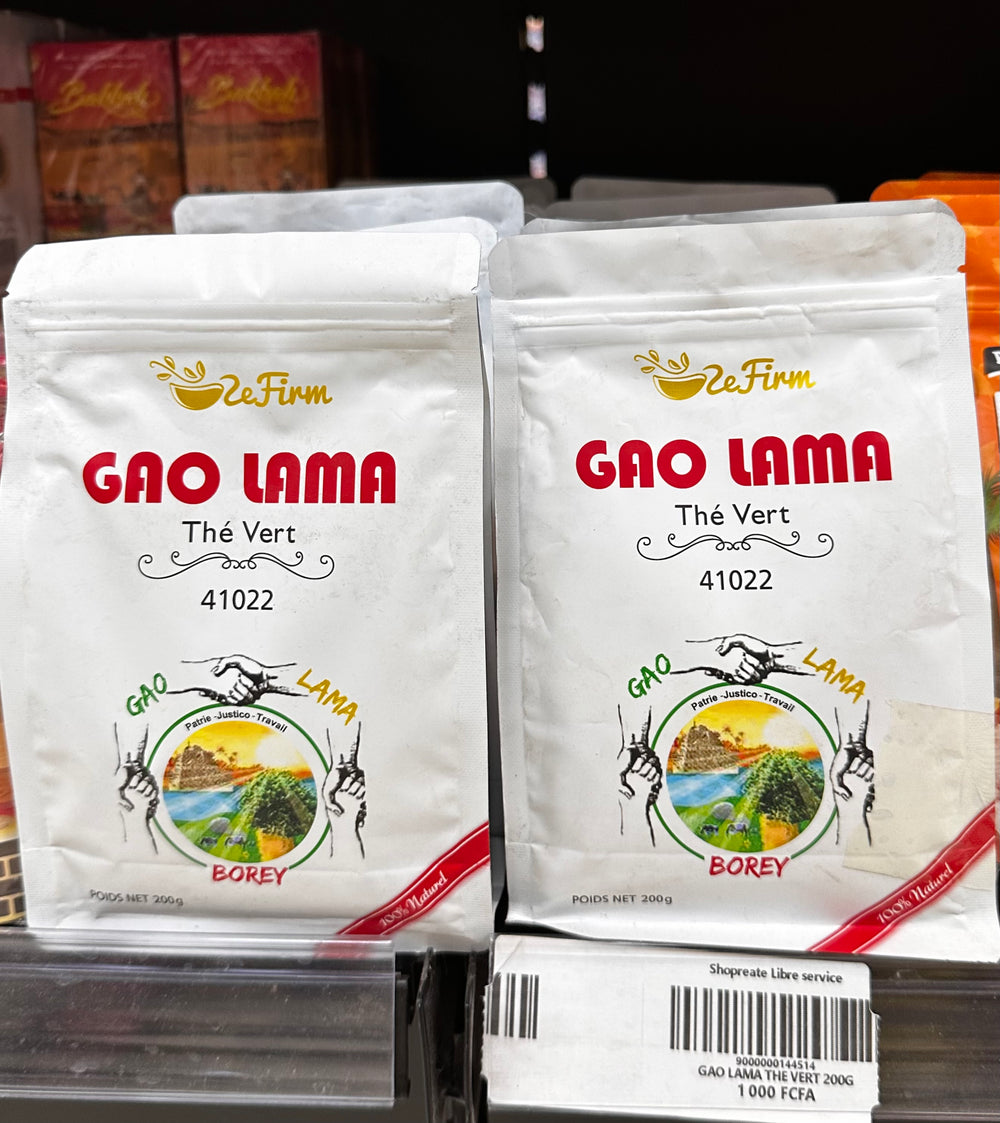 ZeFirm
GAO LAMA
Thé Vert
41022
GAO LAMA
Patrie -Justico - Travail
BOREY
POIDS NET 200g
100% Naturel
ZeFirm
GAO LAMA
Thé Vert
41022
GAO LAMA
Patrie -Justico - Travail
BOREY
POIDS NET 200g
100% Naturel
Shopreate Libre service
9000000144514
GAO LAMA THE VERT 200G
1 000 FCFA